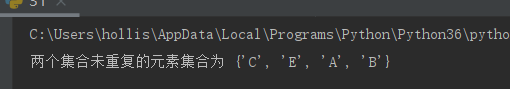 C:\Users\hollis\AppData\Local\Programs\Python\Python36\pytho
两个集合未重复的元素集合为 {'C', 'E', 'A', 'B'}